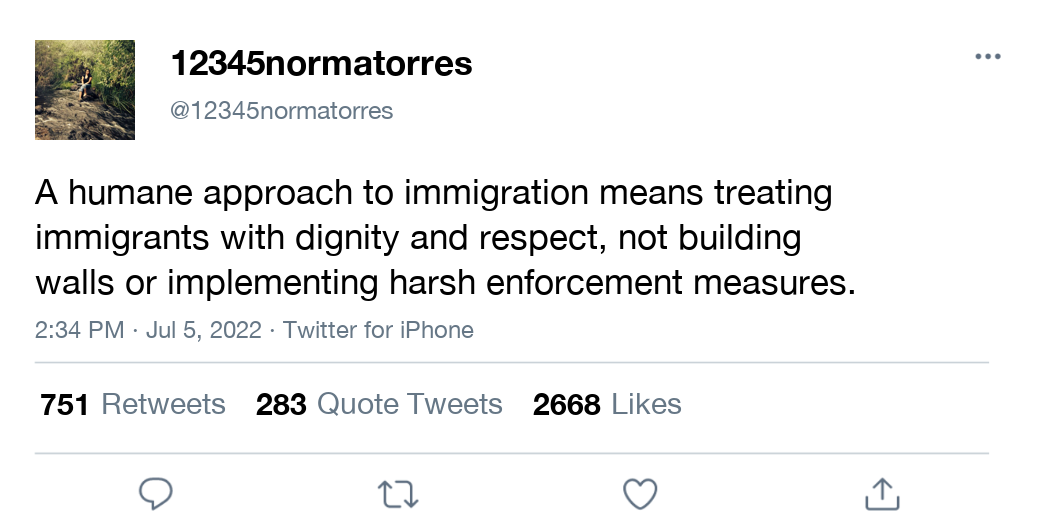 12345normatorres
@12345normatorres
A humane approach to immigration means treating
immigrants with dignity and respect, not building
walls or implementing harsh enforcement measures.
2:34 PM · Jul 5, 2022 · Twitter for iPhone
751 Retweets 283 Quote Tweets 2668 Likes